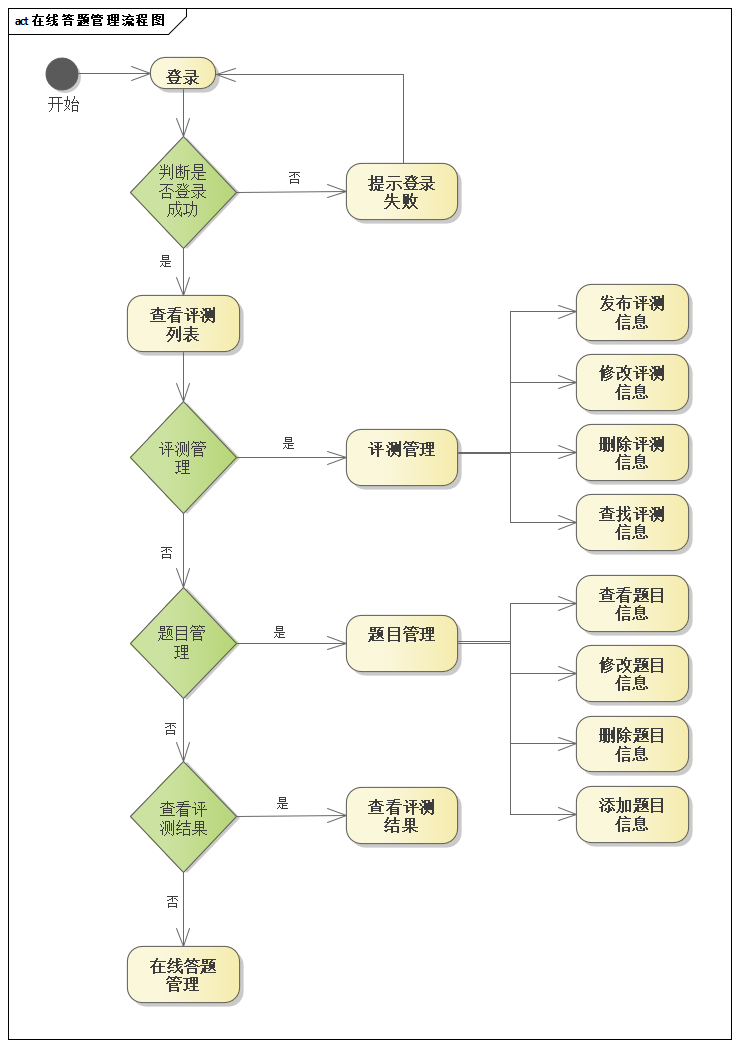 act 在线答题管理流程图
登录
开始
判断是
否登录
成功
否
提示登录
失败
是
查看评测
列表
发布评测
信息
修改评测
信息
评测管
理
是
评测管理
删除评测
信息
查找评测
信息
否
查看题目
信息
题目管
理
是
题目管理
修改题目
信息
否
删除题目
信息
查看评
测结果
是
查看评测
结果
添加题目
信息
否
在线答题
管理